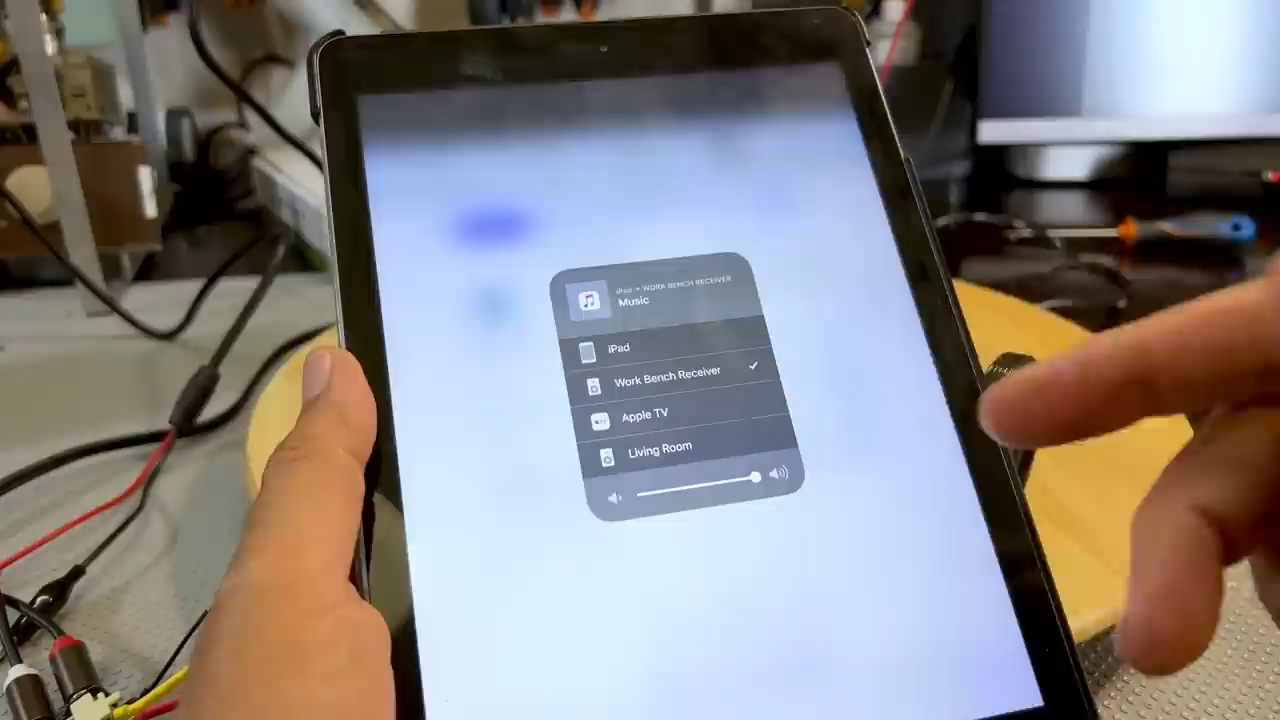 iPad → WORK BENCH RECEIVER
Music
iPad
Work Bench Receiver
Apple TV
Living Room